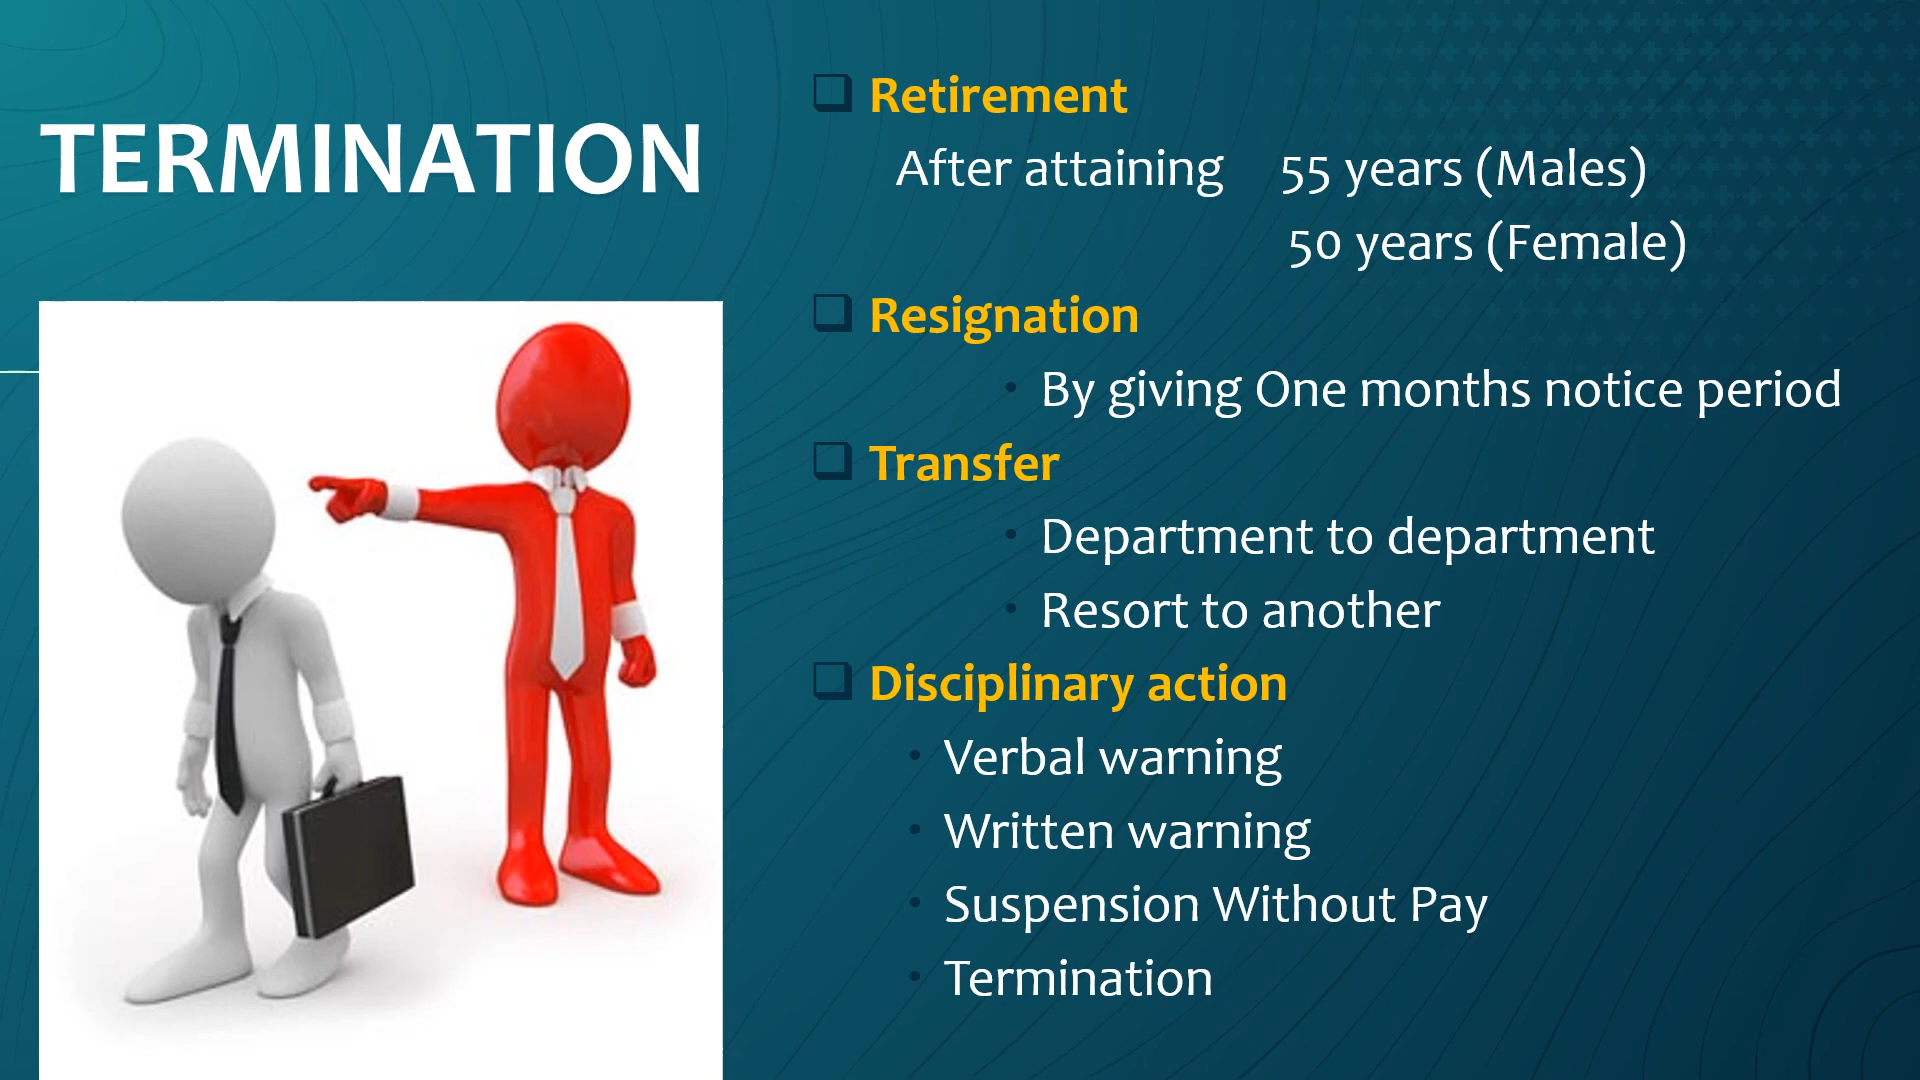 TERMINATION
Retirement
After attaining 55 years (Males)
50 years (Female)
Resignation
By giving One months notice period
Transfer
Department to department
Resort to another
Disciplinary action
Verbal warning
Written warning
Suspension Without Pay
Termination